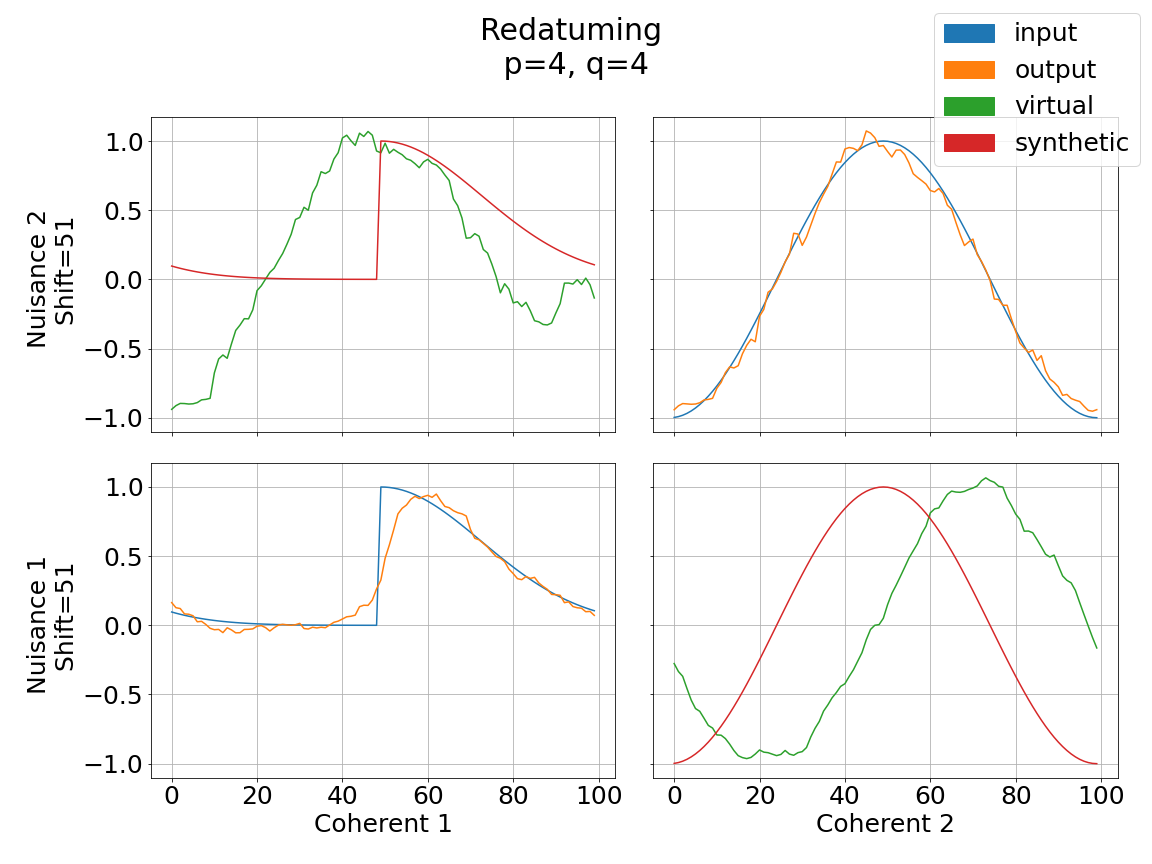 Redatuming
p=4, q=4
input
output
virtual
synthetic
Nuisance 2
Shift=51
1.0
0.5
0.0
−0.5
−1.0
Nuisance 1
Shift=51
1.0
0.5
0.0
−0.5
−1.0
0 20 40 60 80 100
Coherent 1
0 20 40 60 80 100
Coherent 2